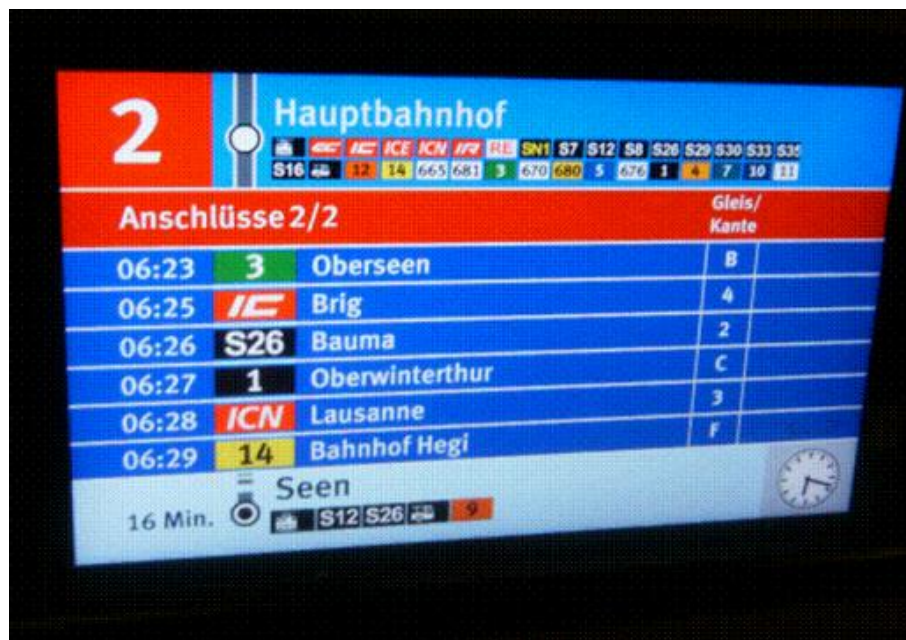 2
Hauptbahnhof
EC IC ICE ICN IR RE SN1 S7 S12 S8 S26 S29 S30 S33 S35
S16 12 14 665 681 3 670 680 5 676 1 4 7 10 11
Anschlüsse 2/2 Gleis/
Kante
06:23 3 Oberseen B
06:25 IC Brig 4
06:26 S26 Bauma 2
06:27 1 Oberwinterthur C
06:28 ICN Lausanne 3
06:29 14 Bahnhof Hegi F
Seen
16 Min. S12 S26 9